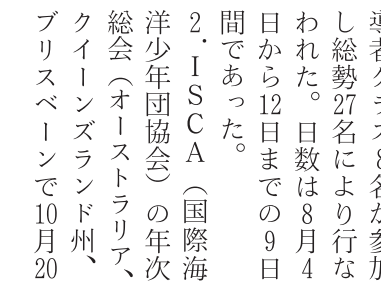 導者クラス8名が参加
し総勢27名により行な
われた。日数は8月4
日から12日までの9日
間であった。
2．ISCA（国際海
洋少年団協会）の年次
総会（オーストラリア、
クイーンズランド州、
ブリスベーンで10月20